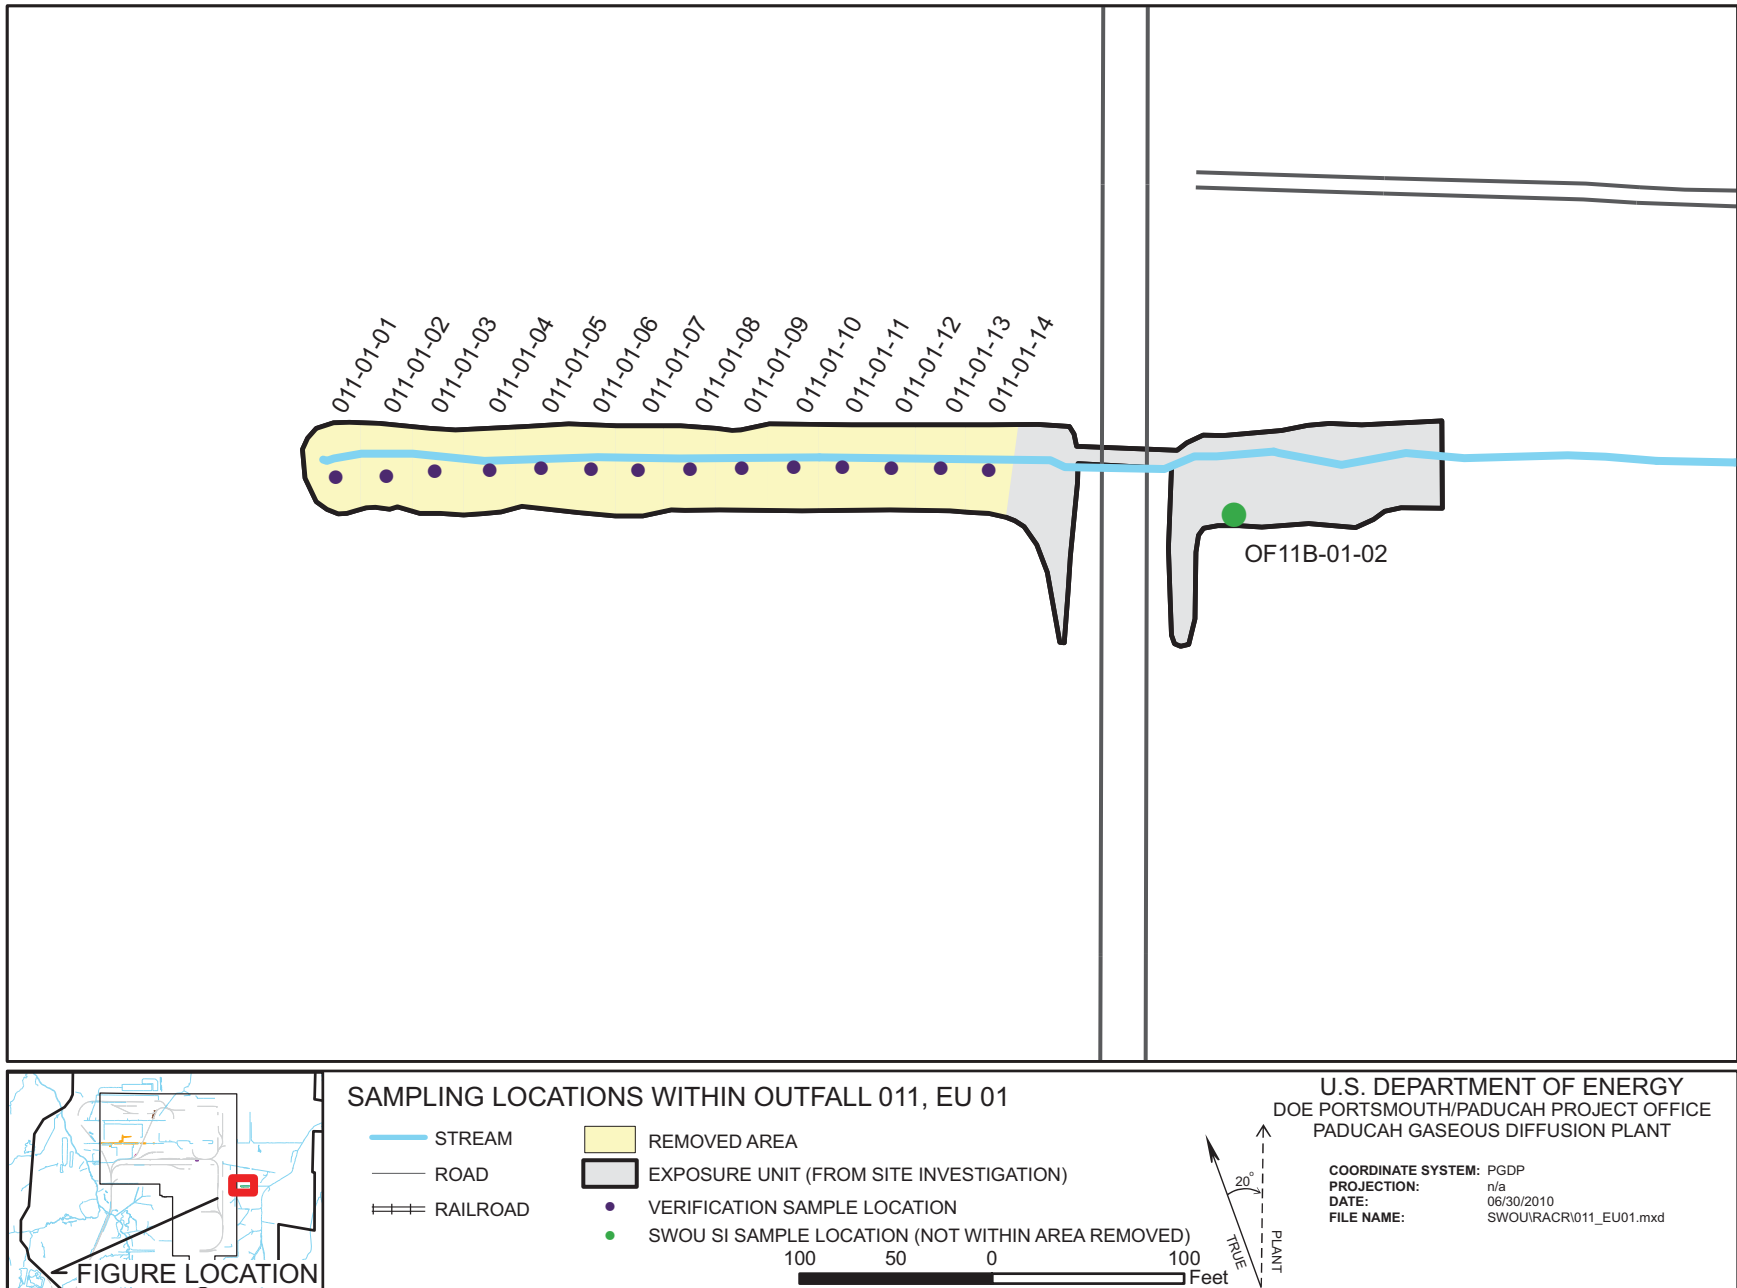 011-01-01
011-01-02
011-01-03
011-01-04
011-01-05
011-01-06
011-01-07
011-01-08
011-01-09
011-01-10
011-01-11
011-01-12
011-01-13
011-01-14
OF11B-01-02
FIGURE LOCATION
SAMPLING LOCATIONS WITHIN OUTFALL 011, EU 01
STREAM
ROAD
RAILROAD
REMOVED AREA
EXPOSURE UNIT (FROM SITE INVESTIGATION)
VERIFICATION SAMPLE LOCATION
SWOU SI SAMPLE LOCATION (NOT WITHIN AREA REMOVED)
100 50 0 100
Feet
20°
TRUE
PLANT
U.S. DEPARTMENT OF ENERGY
DOE PORTSMOUTH/PADUCAH PROJECT OFFICE
PADUCAH GASEOUS DIFFUSION PLANT
COORDINATE SYSTEM: PGDP
PROJECTION: n/a
DATE: 06/30/2010
FILE NAME: SWOU\RACR\011_EU01.mxd